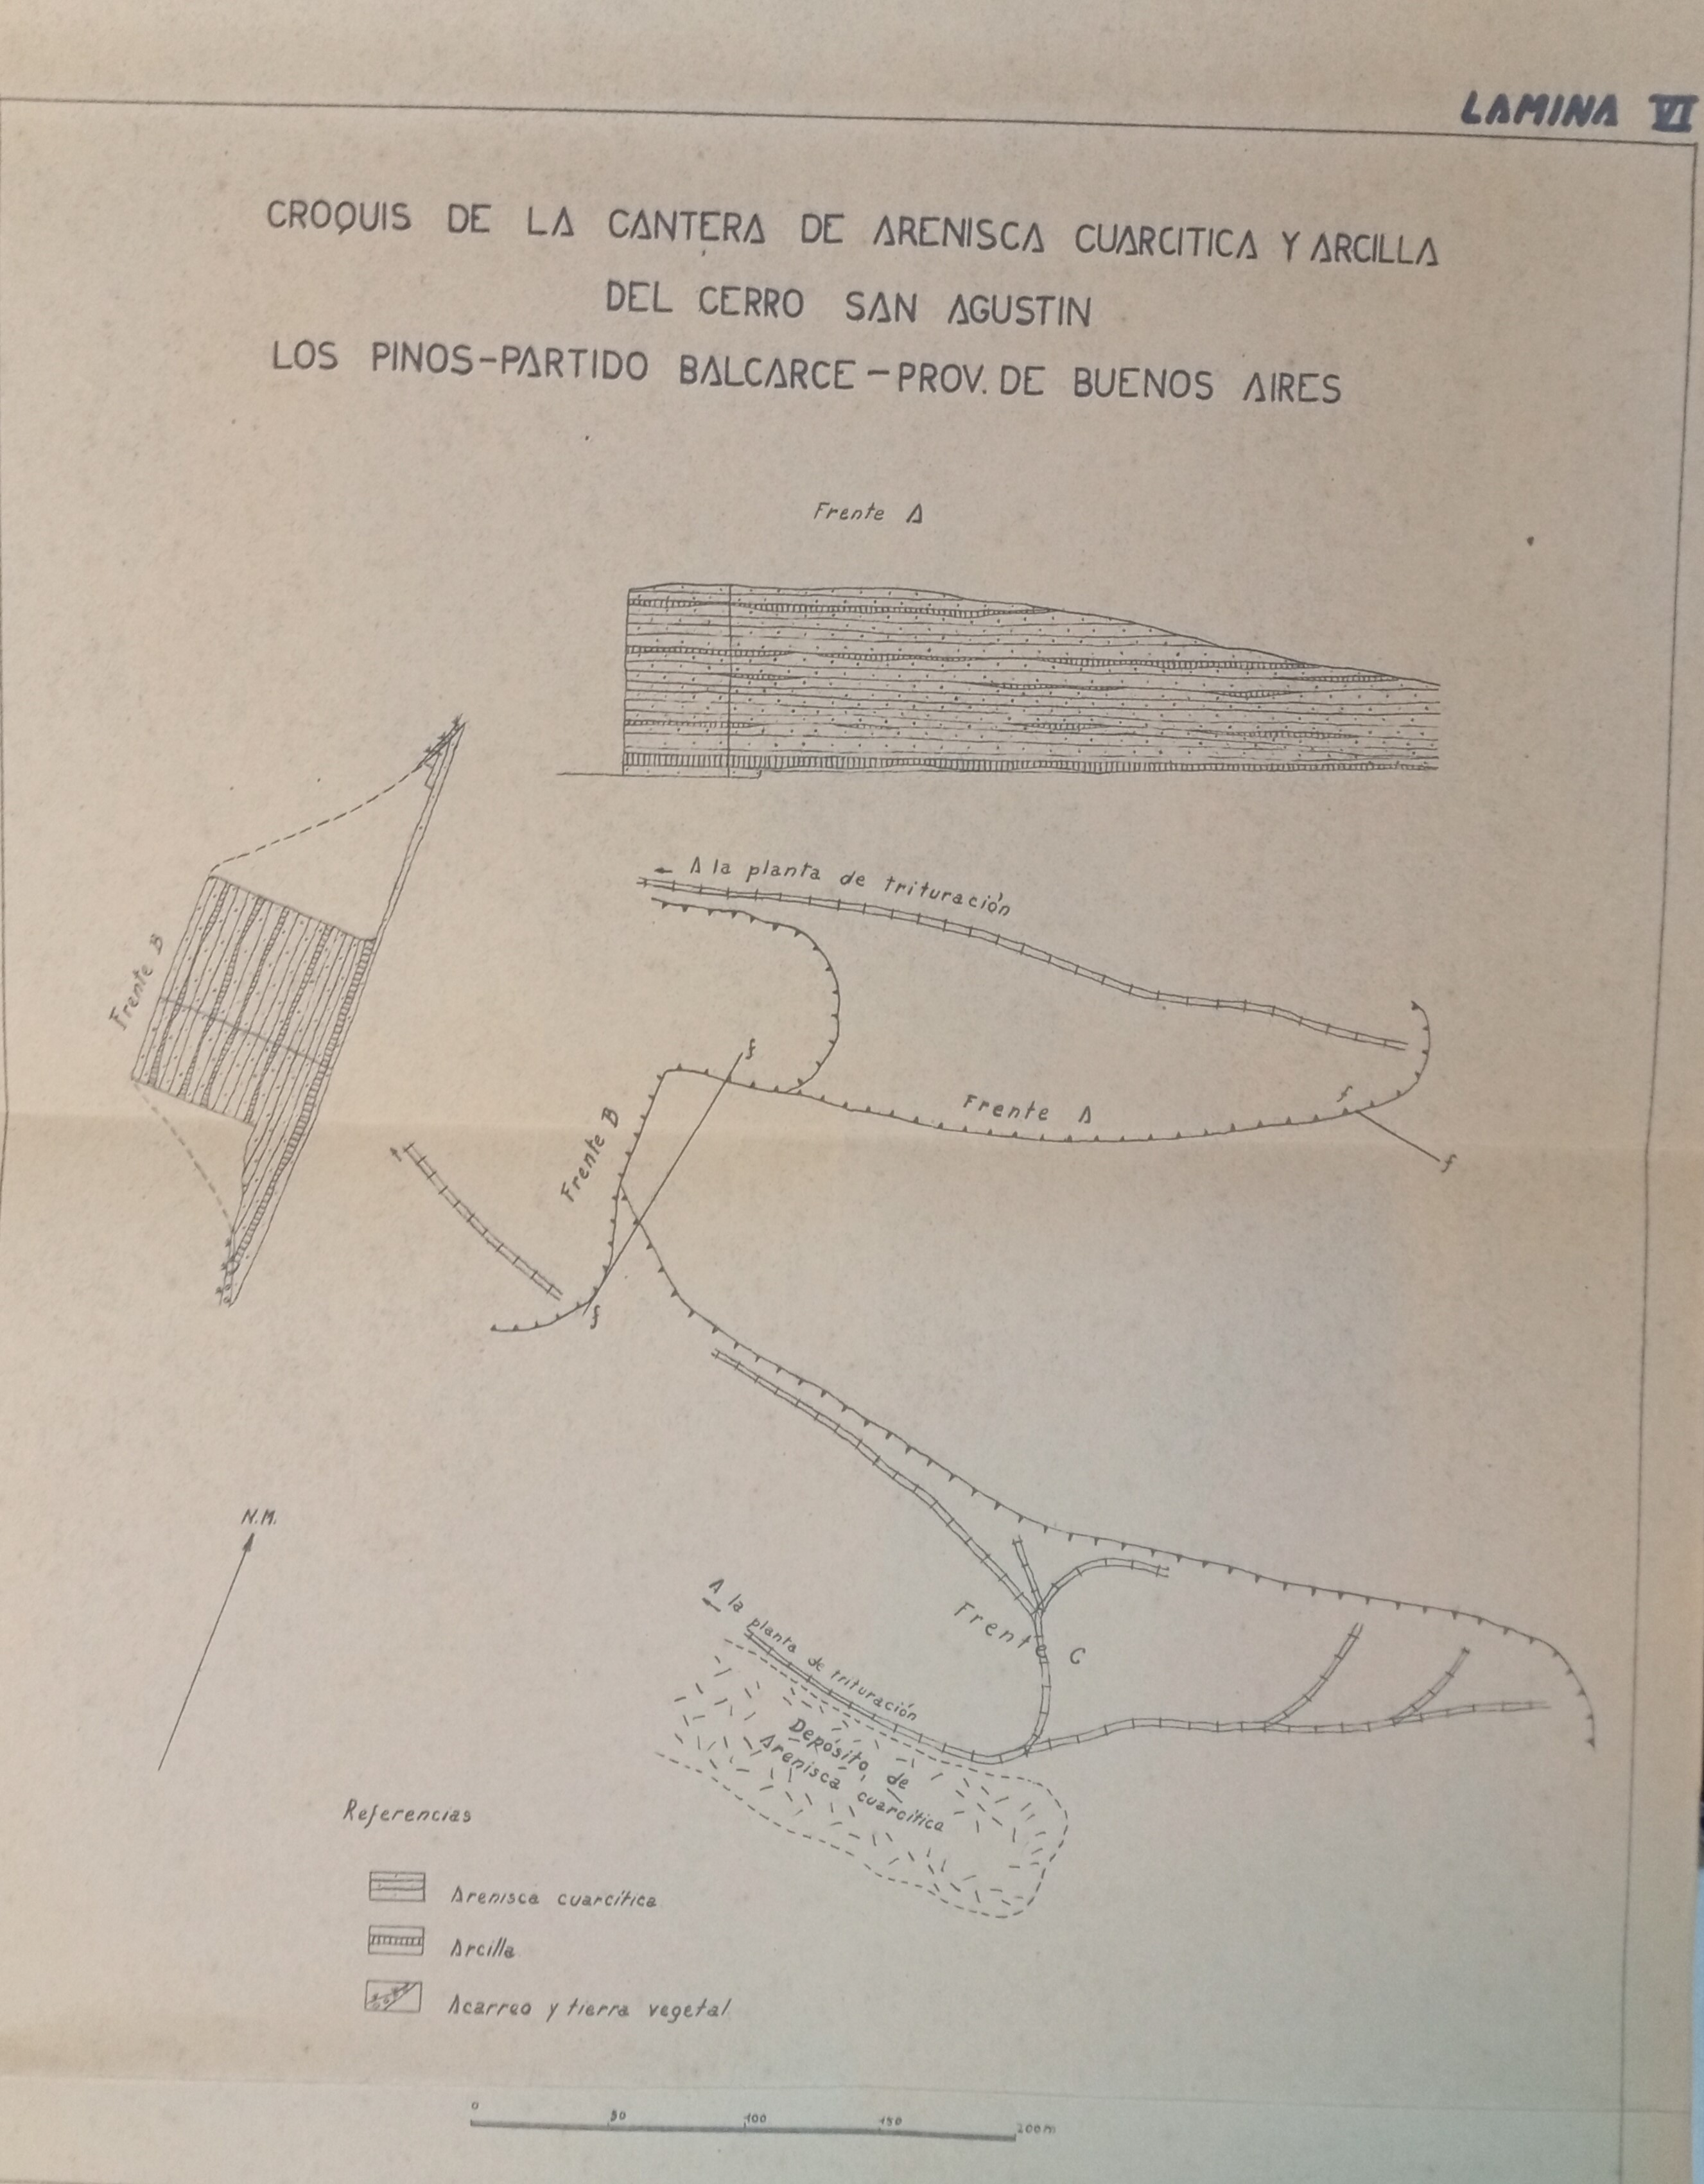 LAMINA VI
CROQUIS DE LA CANTERA DE ARENISCA CUARCITICA Y ARCILLA
DEL CERRO SAN AGUSTIN
LOS PINOS-PARTIDO BALCARCE-PROV. DE BUENOS AIRES
Frente A
Frente B
A la planta de trituración
f
Frente A
f
f
Frente B
f
N.M.
Frente C
A la planta de trituración
Depósito de
Arenisca cuarcítica
Referencias
Arenisca cuarcítica
Arcilla
Acarreo y tierra vegetal
0 50 100 150 200m